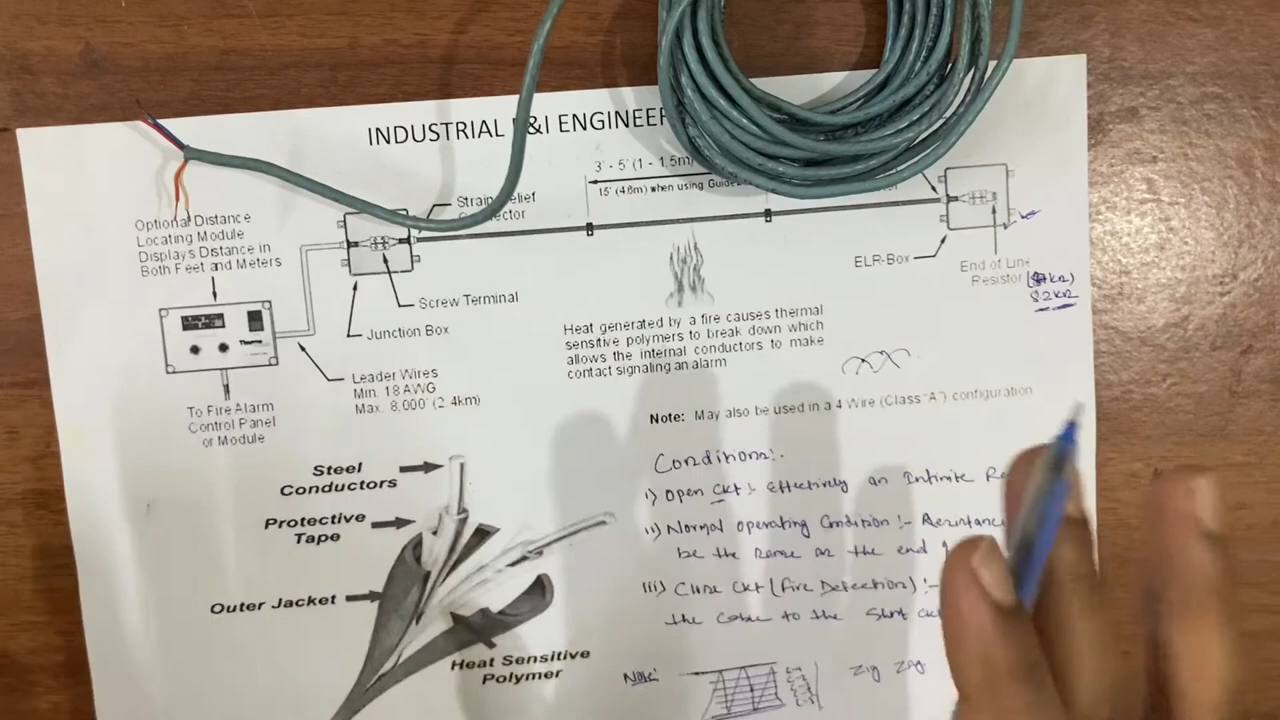 INDUSTRIAL E&I ENGINEER
3' - 5' (1 - 1.5m)
15' (4.6m) when using
Strain Relief
Connector
Optional Distance
Locating Module
Displays Distance in
Both Feet and Meters
Screw Terminal
Junction Box
Leader Wires
Min. 18 AWG
Max. 8,000' (2.4km)
To Fire Alarm
Control Panel
or Module
ELR-Box
End of Line
Resistor
8.2kΩ
Heat generated by a fire causes thermal
sensitive polymers to break down which
allows the internal conductors to make
contact signaling an alarm
Note: May also be used in a 4 Wire (Class "A") configuration
Steel
Conductors
Protective
Tape
Outer Jacket
Heat Sensitive
Polymer
Conditions:-
i) Open Ckt :- Effectively an Infinite
ii) Normal operating Condition :-
be the Range on the end
iii) Close Ckt (Fire Detection) :-
the Cable to the Short
Note:
Zig Zag